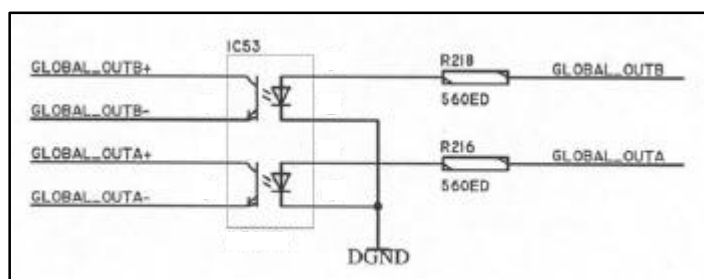 IC53
GLOBAL_OUTB+
GLOBAL_OUTB-
GLOBAL_OUTA+
GLOBAL_OUTA-
R218
560ED
GLOBAL_OUTB
R216
560ED
GLOBAL_OUTA
DGND